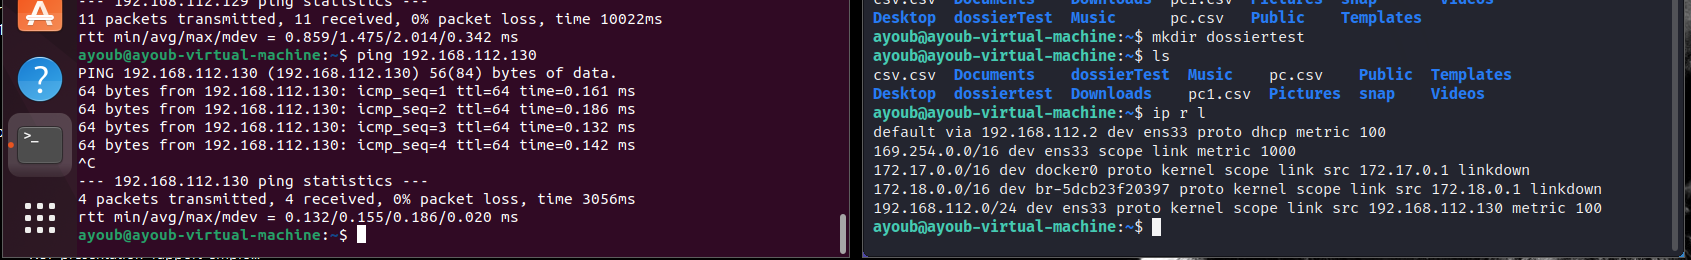 --- 192.168.112.129 ping statistics ---
11 packets transmitted, 11 received, 0% packet loss, time 10022ms
rtt min/avg/max/mdev = 0.859/1.475/2.014/0.342 ms
ayoub@ayoub-virtual-machine:~$ ping 192.168.112.130
PING 192.168.112.130 (192.168.112.130) 56(84) bytes of data.
64 bytes from 192.168.112.130: icmp_seq=1 ttl=64 time=0.161 ms
64 bytes from 192.168.112.130: icmp_seq=2 ttl=64 time=0.186 ms
64 bytes from 192.168.112.130: icmp_seq=3 ttl=64 time=0.132 ms
64 bytes from 192.168.112.130: icmp_seq=4 ttl=64 time=0.142 ms
^C
--- 192.168.112.130 ping statistics ---
4 packets transmitted, 4 received, 0% packet loss, time 3056ms
rtt min/avg/max/mdev = 0.132/0.155/0.186/0.020 ms
ayoub@ayoub-virtual-machine:~$
csv.csv Documents Downloads pc1.csv Pictures snap Videos
Desktop dossierTest Music pc.csv Public Templates
ayoub@ayoub-virtual-machine:~$ mkdir dossiertest
ayoub@ayoub-virtual-machine:~$ ls
csv.csv Documents dossierTest Music pc.csv Public Templates
Desktop dossiertest Downloads pc1.csv Pictures snap Videos
ayoub@ayoub-virtual-machine:~$ ip r l
default via 192.168.112.2 dev ens33 proto dhcp metric 100
169.254.0.0/16 dev ens33 scope link metric 1000
172.17.0.0/16 dev docker0 proto kernel scope link src 172.17.0.1 linkdown
172.18.0.0/16 dev br-5dcb23f20397 proto kernel scope link src 172.18.0.1 linkdown
192.168.112.0/24 dev ens33 proto kernel scope link src 192.168.112.130 metric 100
ayoub@ayoub-virtual-machine:~$